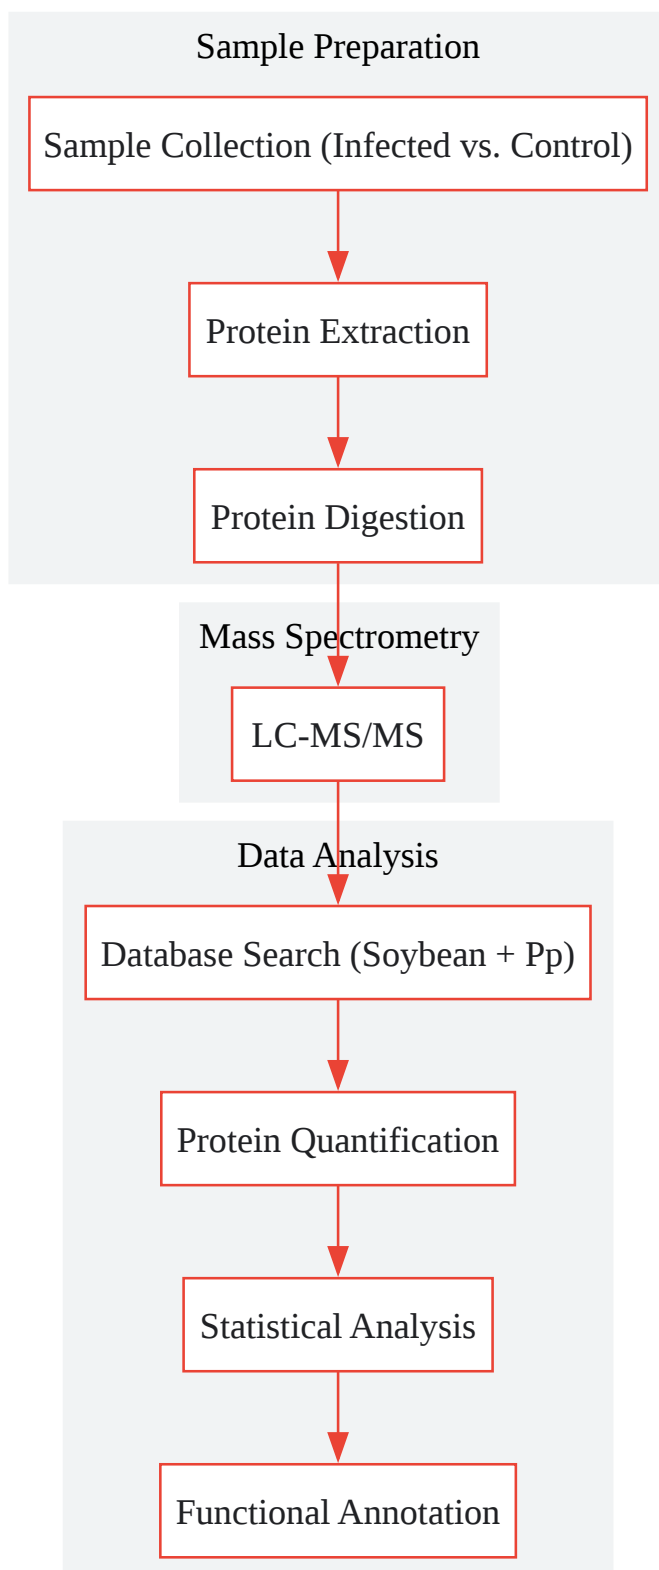 Sample Preparation
Sample Collection (Infected vs. Control)
Protein Extraction
Protein Digestion
Mass Spectrometry
LC-MS/MS
Data Analysis
Database Search (Soybean + Pp)
Protein Quantification
Statistical Analysis
Functional Annotation